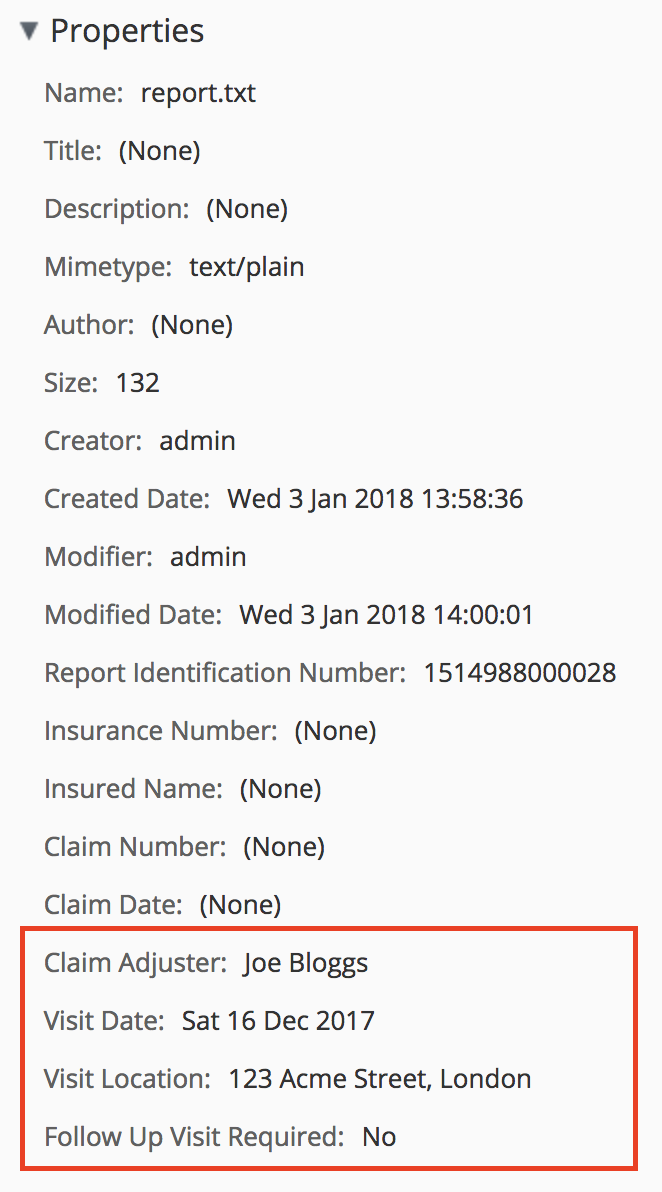 Properties
Name: report.txt
Title: (None)
Description: (None)
Mimetype: text/plain
Author: (None)
Size: 132
Creator: admin
Created Date: Wed 3 Jan 2018 13:58:36
Modifier: admin
Modified Date: Wed 3 Jan 2018 14:00:01
Report Identification Number: 1514988000028
Insurance Number: (None)
Insured Name: (None)
Claim Number: (None)
Claim Date: (None)
Claim Adjuster: Joe Bloggs
Visit Date: Sat 16 Dec 2017
Visit Location: 123 Acme Street, London
Follow Up Visit Required: No